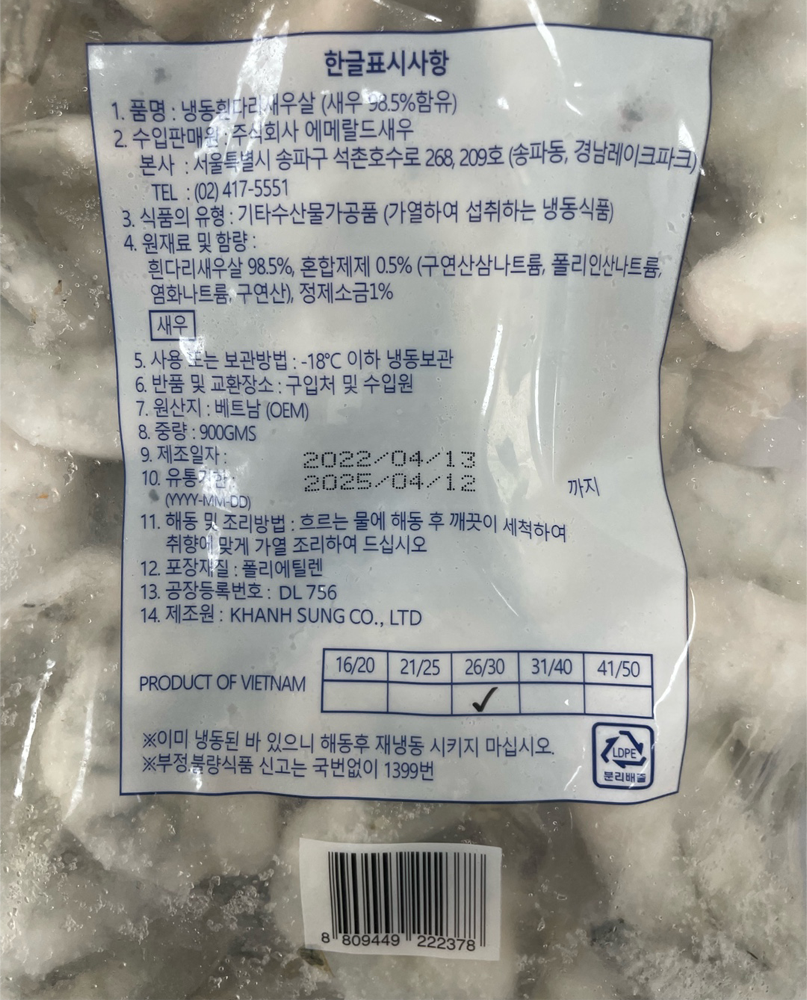 한글표시사항
1. 품명 : 냉동흰다리새우살 (새우 98.5%함유)
2. 수입판매원 : 주식회사 에메랄드새우
본사 : 서울특별시 송파구 석촌호수로 268, 209호 (송파동, 경남레이크파크)
TEL : (02) 417-5551
3. 식품의 유형 : 기타수산물가공품 (가열하여 섭취하는 냉동식품)
4. 원재료 및 함량 :
흰다리새우살 98.5%, 혼합제제 0.5% (구연산삼나트륨, 폴리인산나트륨,
염화나트륨, 구연산), 정제소금1%
새우
5. 사용 또는 보관방법 : -18℃ 이하 냉동보관
6. 반품 및 교환장소 : 구입처 및 수입원
7. 원산지 : 베트남 (OEM)
8. 중량 : 900GMS
9. 제조일자 : 2022/04/13
10. 유통기한 : 2025/04/12 까지
(YYYY-MM-DD)
11. 해동 및 조리방법 : 흐르는 물에 해동 후 깨끗이 세척하여
취향에 맞게 가열 조리하여 드십시오
12. 포장재질 : 폴리에틸렌
13. 공장등록번호 : DL 756
14. 제조원 : KHANH SUNG CO., LTD
PRODUCT OF VIETNAM
16/20 21/25 26/30 31/40 41/50
✓
※이미 냉동된 바 있으니 해동후 재냉동 시키지 마십시오.
※부정,불량식품 신고는 국번없이 1399번
LDPE
분리배출
8 809449 222378